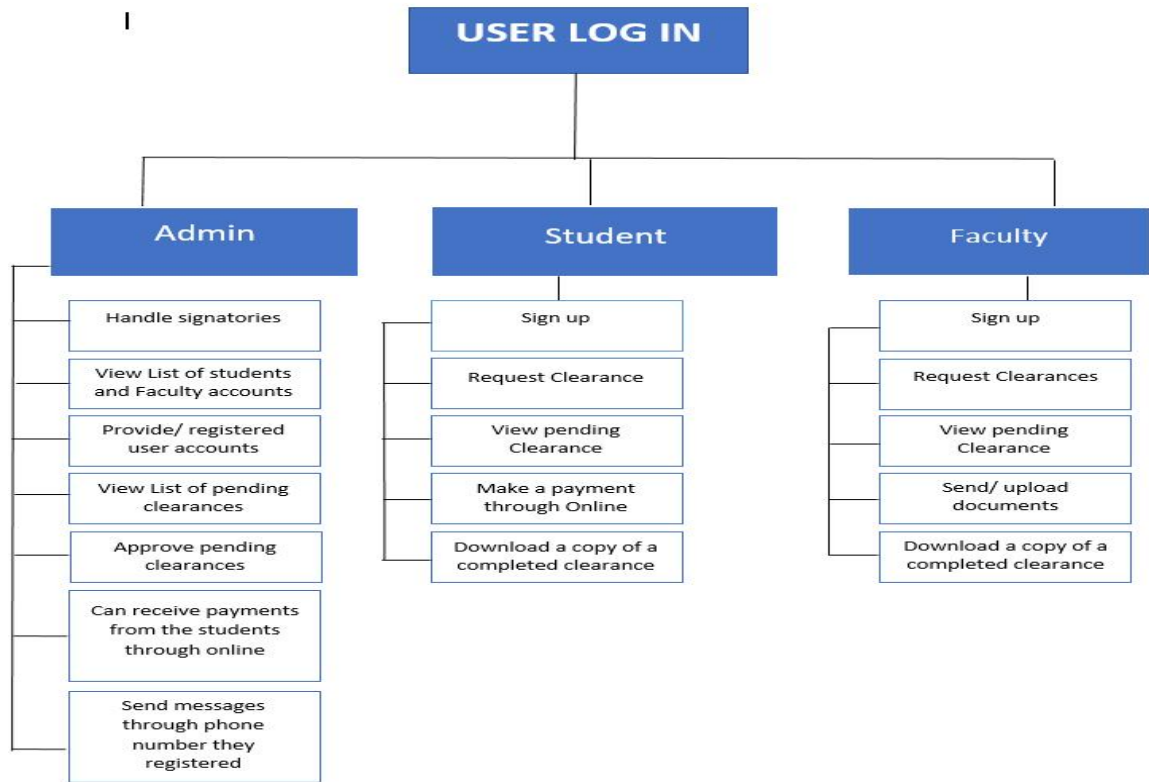 I
USER LOG IN
Admin
Student
Faculty
Handle signatories
View List of students
and Faculty accounts
Provide/ registered
user accounts
View List of pending
clearances
Approve pending
clearances
Can receive payments
from the students
through online
Send messages
through phone
number they
registered
Sign up
Request Clearance
View pending
Clearance
Make a payment
through Online
Download a copy of a
completed clearance
Sign up
Request Clearances
View pending
Clearance
Send/ upload
documents
Download a copy of a
completed clearance